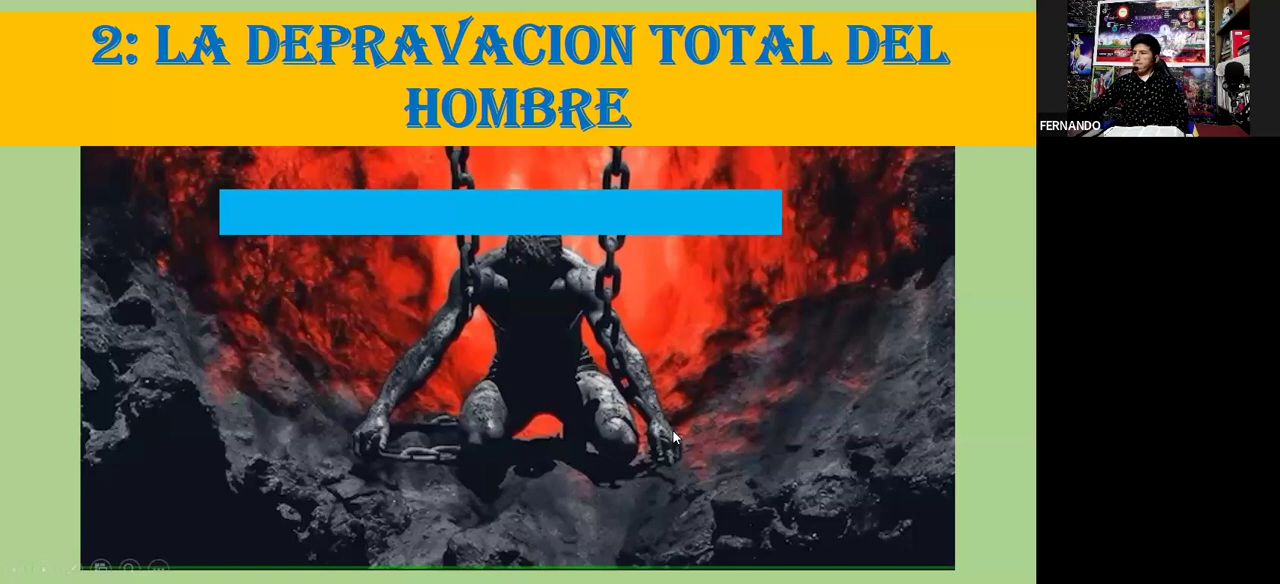 2: LA DEPRAVACION TOTAL DEL
HOMBRE
FERNANDO